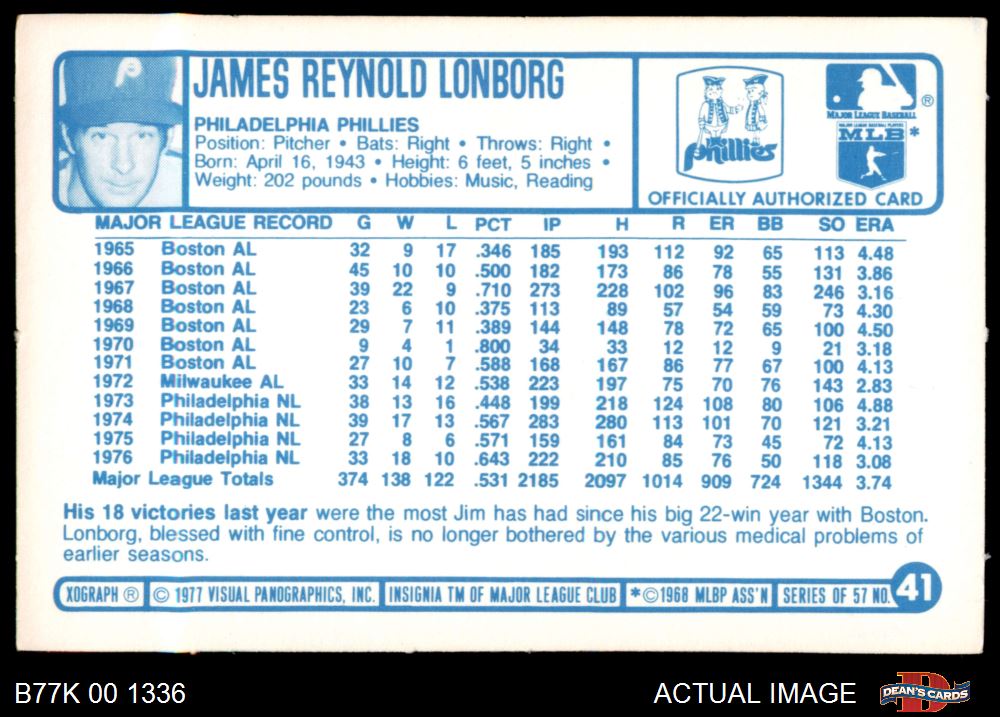 P
JAMES REYNOLD LONBORG
PHILADELPHIA PHILLIES
Position: Pitcher • Bats: Right • Throws: Right •
Born: April 16, 1943 • Height: 6 feet, 5 inches •
Weight: 202 pounds • Hobbies: Music, Reading
phillies
MAJOR LEAGUE BASEBALL ®
MAJOR LEAGUE BASEBALL PLAYERS
MLB *
OFFICIALLY AUTHORIZED CARD
MAJOR LEAGUE RECORD G W L PCT IP H R ER BB SO ERA
1965 Boston AL 32 9 17 .346 185 193 112 92 65 113 4.48
1966 Boston AL 45 10 10 .500 182 173 86 78 55 131 3.86
1967 Boston AL 39 22 9 .710 273 228 102 96 83 246 3.16
1968 Boston AL 23 6 10 .375 113 89 57 54 59 73 4.30
1969 Boston AL 29 7 11 .389 144 148 78 72 65 100 4.50
1970 Boston AL 9 4 1 .800 34 33 12 12 9 21 3.18
1971 Boston AL 27 10 7 .588 168 167 86 77 67 100 4.13
1972 Milwaukee AL 33 14 12 .538 223 197 75 70 76 143 2.83
1973 Philadelphia NL 38 13 16 .448 199 218 124 108 80 106 4.88
1974 Philadelphia NL 39 17 13 .567 283 280 113 101 70 121 3.21
1975 Philadelphia NL 27 8 6 .571 159 161 84 73 45 72 4.13
1976 Philadelphia NL 33 18 10 .643 222 210 85 76 50 118 3.08
Major League Totals 374 138 122 .531 2185 2097 1014 909 724 1344 3.74
His 18 victories last year were the most Jim has had since his big 22-win year with Boston.
Lonborg, blessed with fine control, is no longer bothered by the various medical problems of
earlier seasons.
XOGRAPH ® © 1977 VISUAL PANOGRAPHICS, INC. INSIGNIA TM OF MAJOR LEAGUE CLUB *©1968 MLBP ASS'N SERIES OF 57 NO. 41
B77K 00 1336 ACTUAL IMAGE DEAN'S CARDS